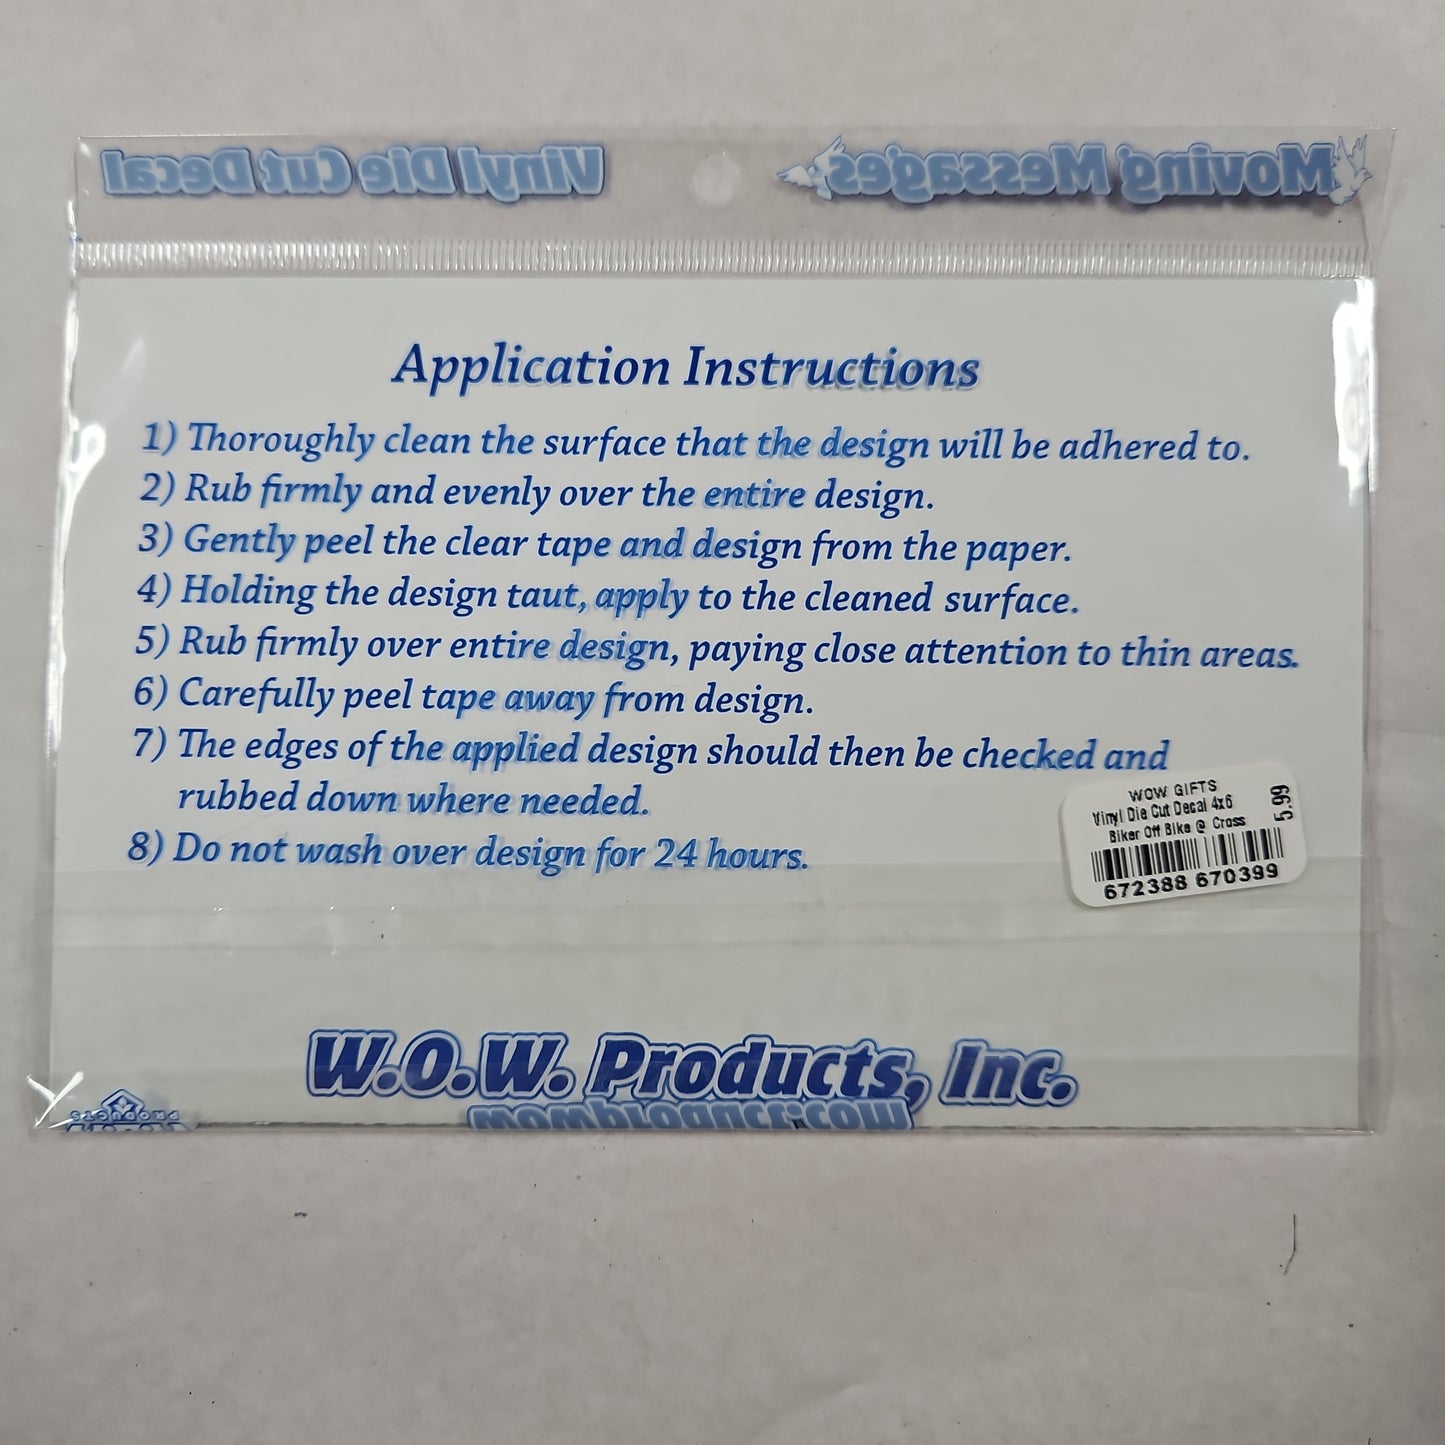 Vinyl Die Cut Decal
Moving Messages
Application Instructions
1) Thoroughly clean the surface that the design will be adhered to.
2) Rub firmly and evenly over the entire design.
3) Gently peel the clear tape and design from the paper.
4) Holding the design taut, apply to the cleaned surface.
5) Rub firmly over entire design, paying close attention to thin areas.
6) Carefully peel tape away from design.
7) The edges of the applied design should then be checked and
rubbed down where needed.
8) Do not wash over design for 24 hours.
WOW GIFTS
Vinyl Die Cut Decal 4x6
Biker Off Bike @ Cross
5.99
672388 670399
W.O.W. Products, Inc.